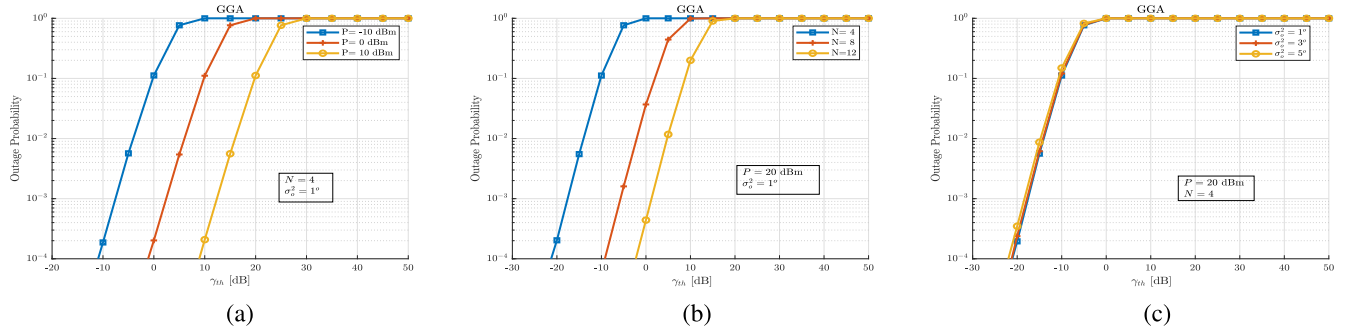 GGA
P= -10 dBm
P= 0 dBm
P= 10 dBm
N = 4
σ_o^2 = 1^o
Outage Probability
10^0
10^-1
10^-2
10^-3
10^-4
-20 -10 0 10 20 30 40 50
γ_th [dB]
(a)
GGA
N= 4
N= 8
N=12
P = 20 dBm
σ_o^2 = 1^o
Outage Probability
10^0
10^-1
10^-2
10^-3
10^-4
-30 -20 -10 0 10 20 30 40 50
γ_th [dB]
(b)
GGA
σ_o^2 = 1^o
σ_o^2 = 3^o
σ_o^2 = 5^o
P = 20 dBm
N = 4
Outage Probability
10^0
10^-1
10^-2
10^-3
10^-4
-30 -20 -10 0 10 20 30 40 50
γ_th [dB]
(c)